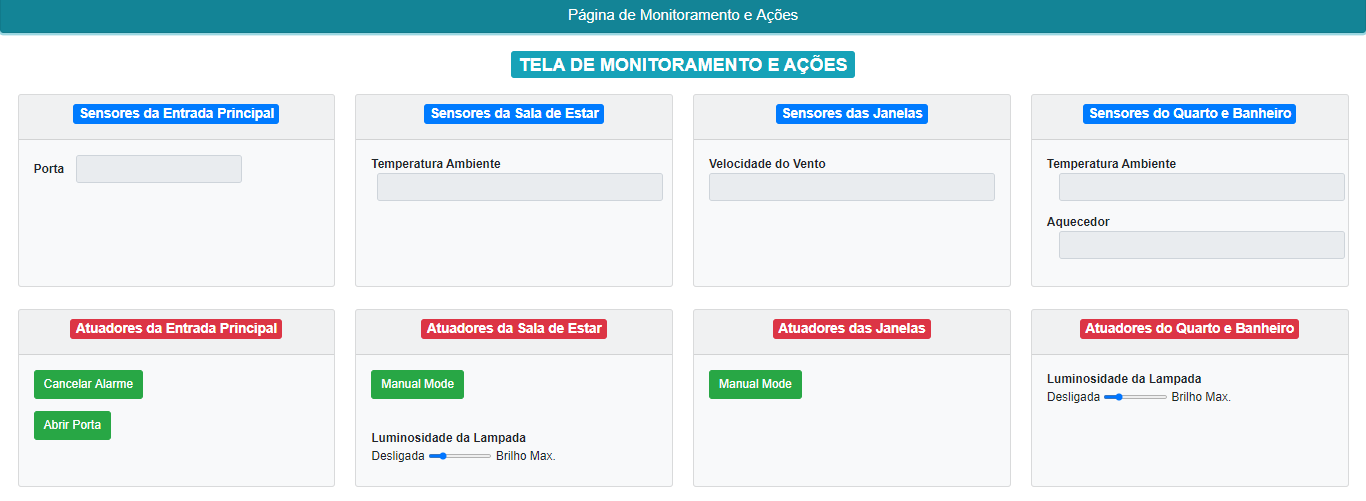 Página de Monitoramento e Ações
TELA DE MONITORAMENTO E AÇÕES
Sensores da Entrada Principal
Porta
Sensores da Sala de Estar
Temperatura Ambiente
Sensores das Janelas
Velocidade do Vento
Sensores do Quarto e Banheiro
Temperatura Ambiente
Aquecedor
Atuadores da Entrada Principal
Cancelar Alarme
Abrir Porta
Atuadores da Sala de Estar
Manual Mode
Luminosidade da Lampada
Desligada Brilho Max.
Atuadores das Janelas
Manual Mode
Atuadores do Quarto e Banheiro
Luminosidade da Lampada
Desligada Brilho Max.